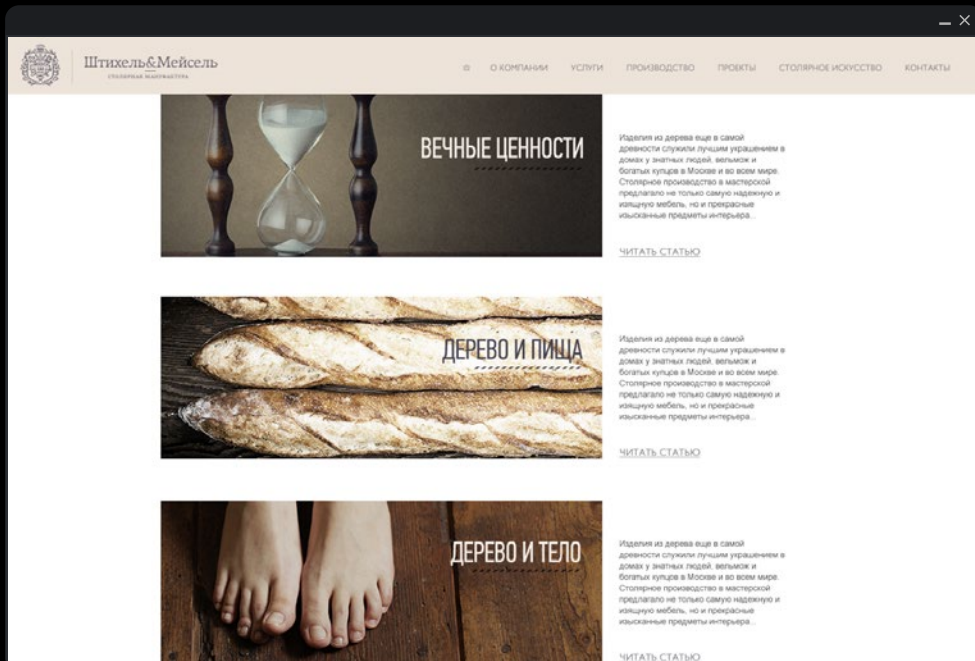 Штихель&Мейсель
СТОЛЯРНАЯ МАНУФАКТУРА
О КОМПАНИИ УСЛУГИ ПРОИЗВОДСТВО ПРОЕКТЫ СТОЛЯРНОЕ ИСКУССТВО КОНТАКТЫ
ВЕЧНЫЕ ЦЕННОСТИ
Изделия из дерева еще в самой
древности служили лучшим украшением в
домах у знатных людей, вельмож и
богатых купцов в Москве и во всем мире.
Столярное производство в мастерской
предлагало не только самую надежную и
изящную мебель, но и прекрасные
изысканные предметы интерьера...
ЧИТАТЬ СТАТЬЮ
ДЕРЕВО И ПИЩА
Изделия из дерева еще в самой
древности служили лучшим украшением в
домах у знатных людей, вельмож и
богатых купцов в Москве и во всем мире.
Столярное производство в мастерской
предлагало не только самую надежную и
изящную мебель, но и прекрасные
изысканные предметы интерьера...
ЧИТАТЬ СТАТЬЮ
ДЕРЕВО И ТЕЛО
Изделия из дерева еще в самой
древности служили лучшим украшением в
домах у знатных людей, вельмож и
богатых купцов в Москве и во всем мире.
Столярное производство в мастерской
предлагало не только самую надежную и
изящную мебель, но и прекрасные
изысканные предметы интерьера...
ЧИТАТЬ СТАТЬЮ